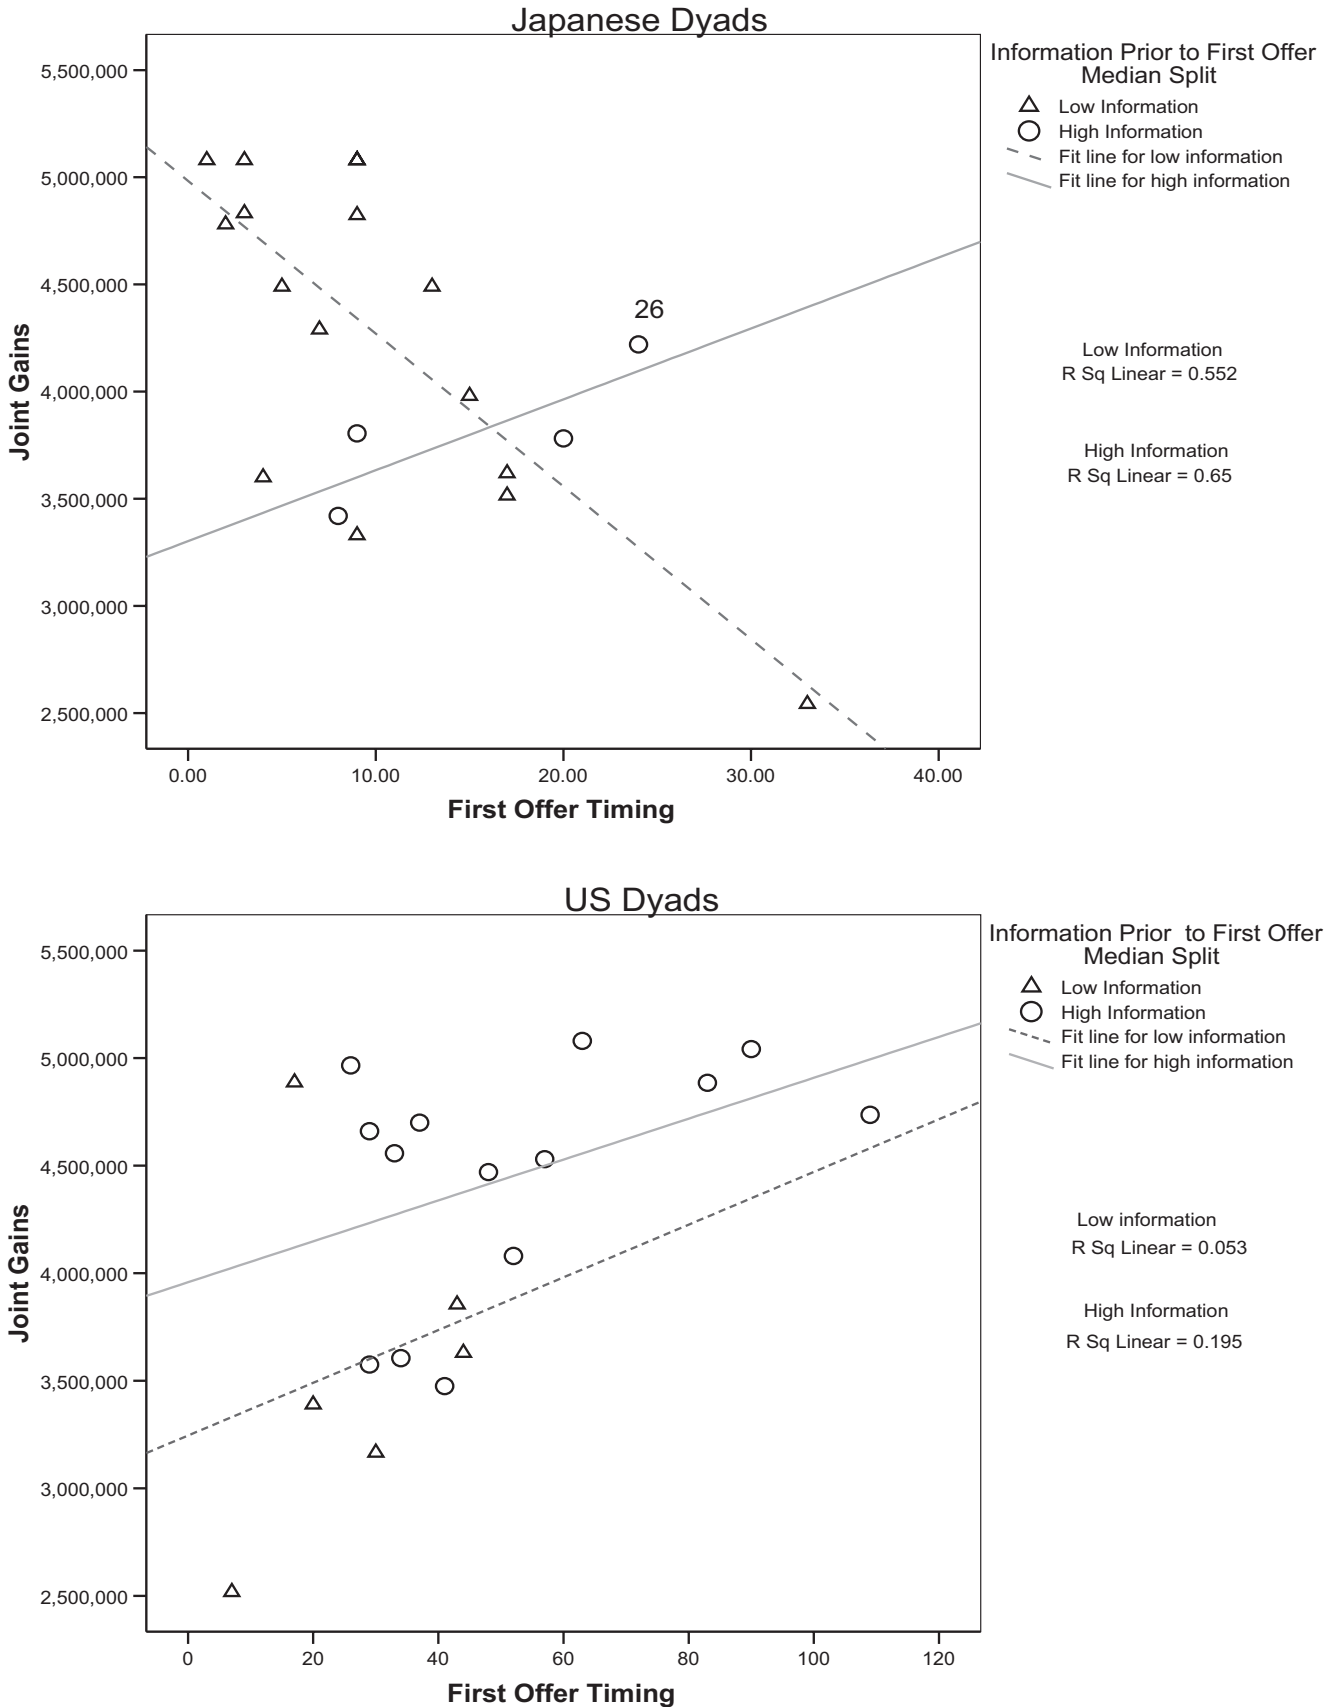 Japanese Dyads
Information Prior to First Offer
Median Split
Low Information
High Information
Fit line for low information
Fit line for high information
5,500,000
5,000,000
4,500,000
4,000,000
3,500,000
3,000,000
2,500,000
Joint Gains
26
Low Information
R Sq Linear = 0.552
High Information
R Sq Linear = 0.65
0.00 10.00 20.00 30.00 40.00
First Offer Timing
US Dyads
Information Prior to First Offer
Median Split
Low Information
High Information
Fit line for low information
Fit line for high information
5,500,000
5,000,000
4,500,000
4,000,000
3,500,000
3,000,000
2,500,000
Joint Gains
Low information
R Sq Linear = 0.053
High Information
R Sq Linear = 0.195
0 20 40 60 80 100 120
First Offer Timing